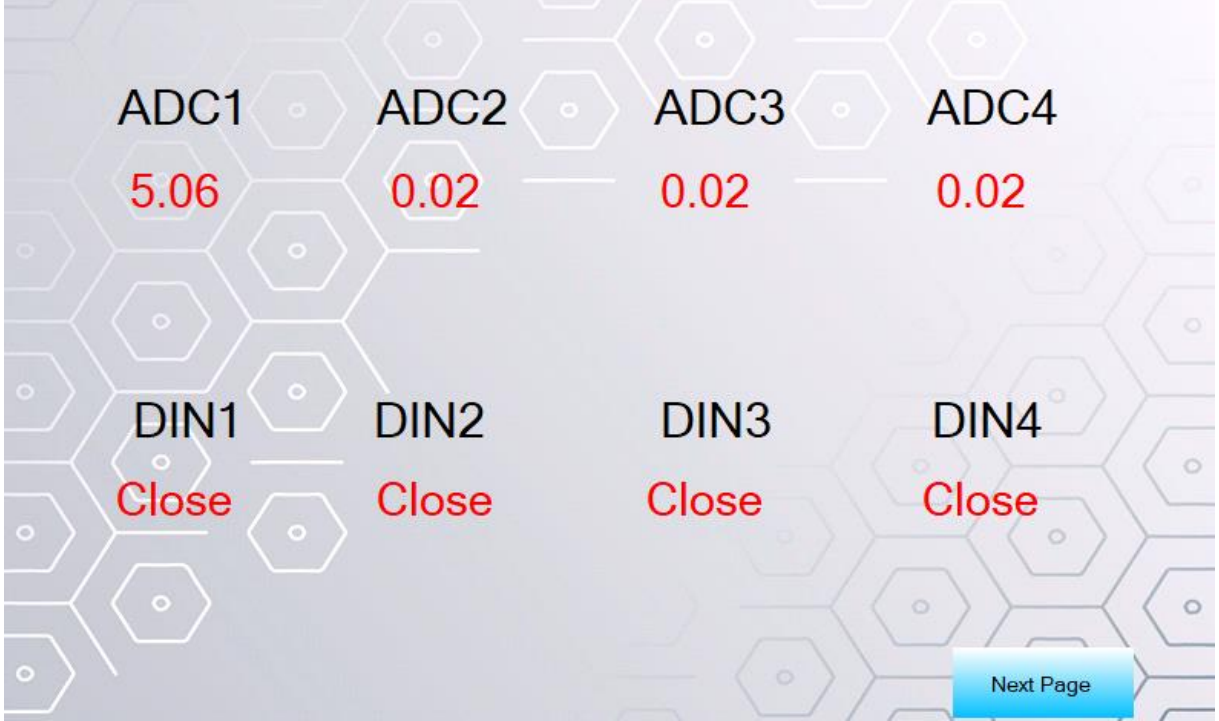 ADC1 ADC2 ADC3 ADC4
5.06 0.02 0.02 0.02
DIN1 DIN2 DIN3 DIN4
Close Close Close Close
Next Page